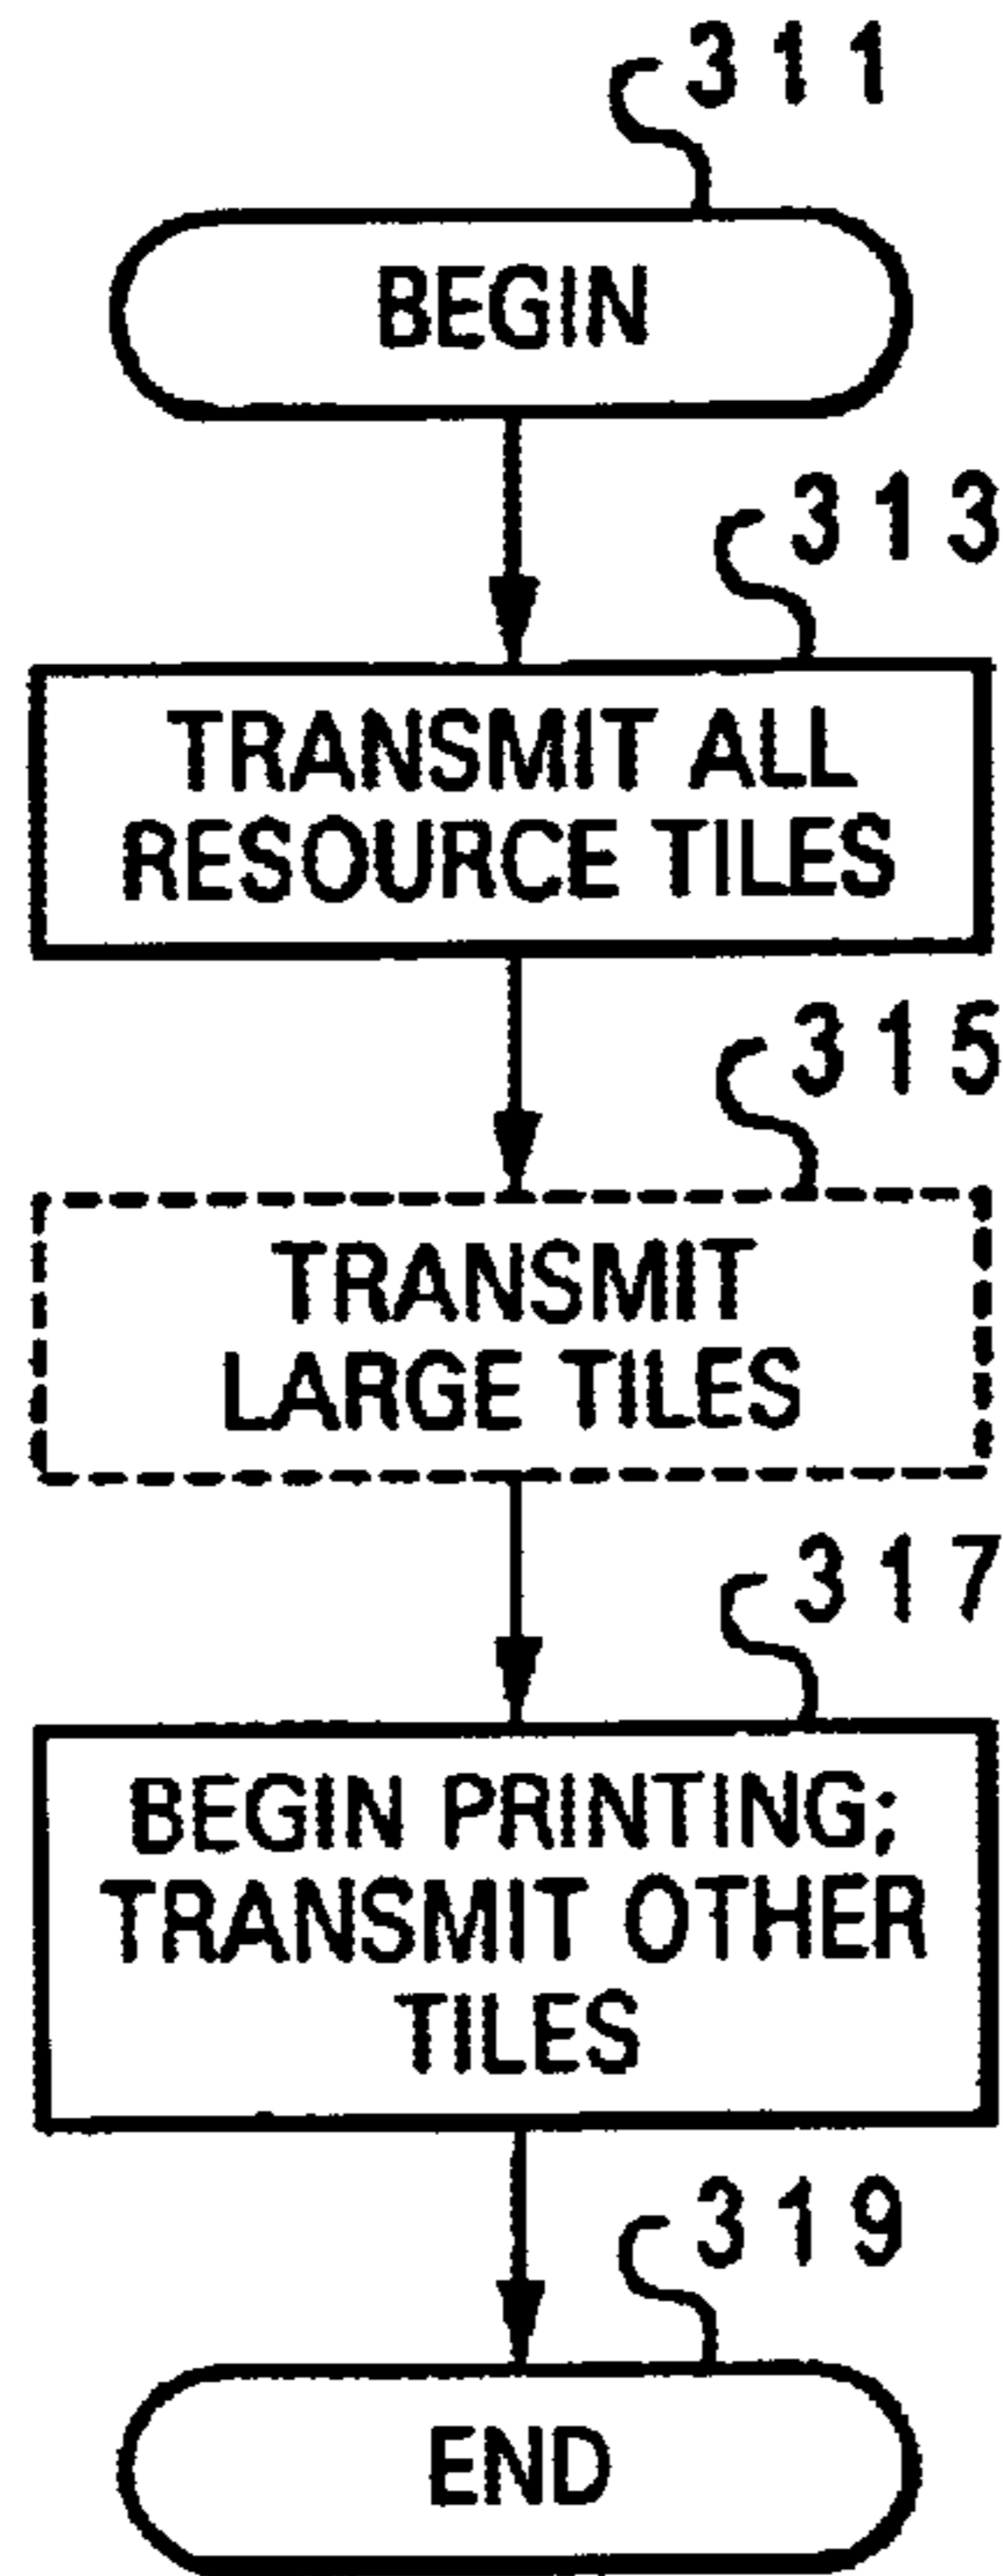 311
BEGIN
313
TRANSMIT ALL
RESOURCE TILES
315
TRANSMIT
LARGE TILES
317
BEGIN PRINTING;
TRANSMIT OTHER
TILES
319
END